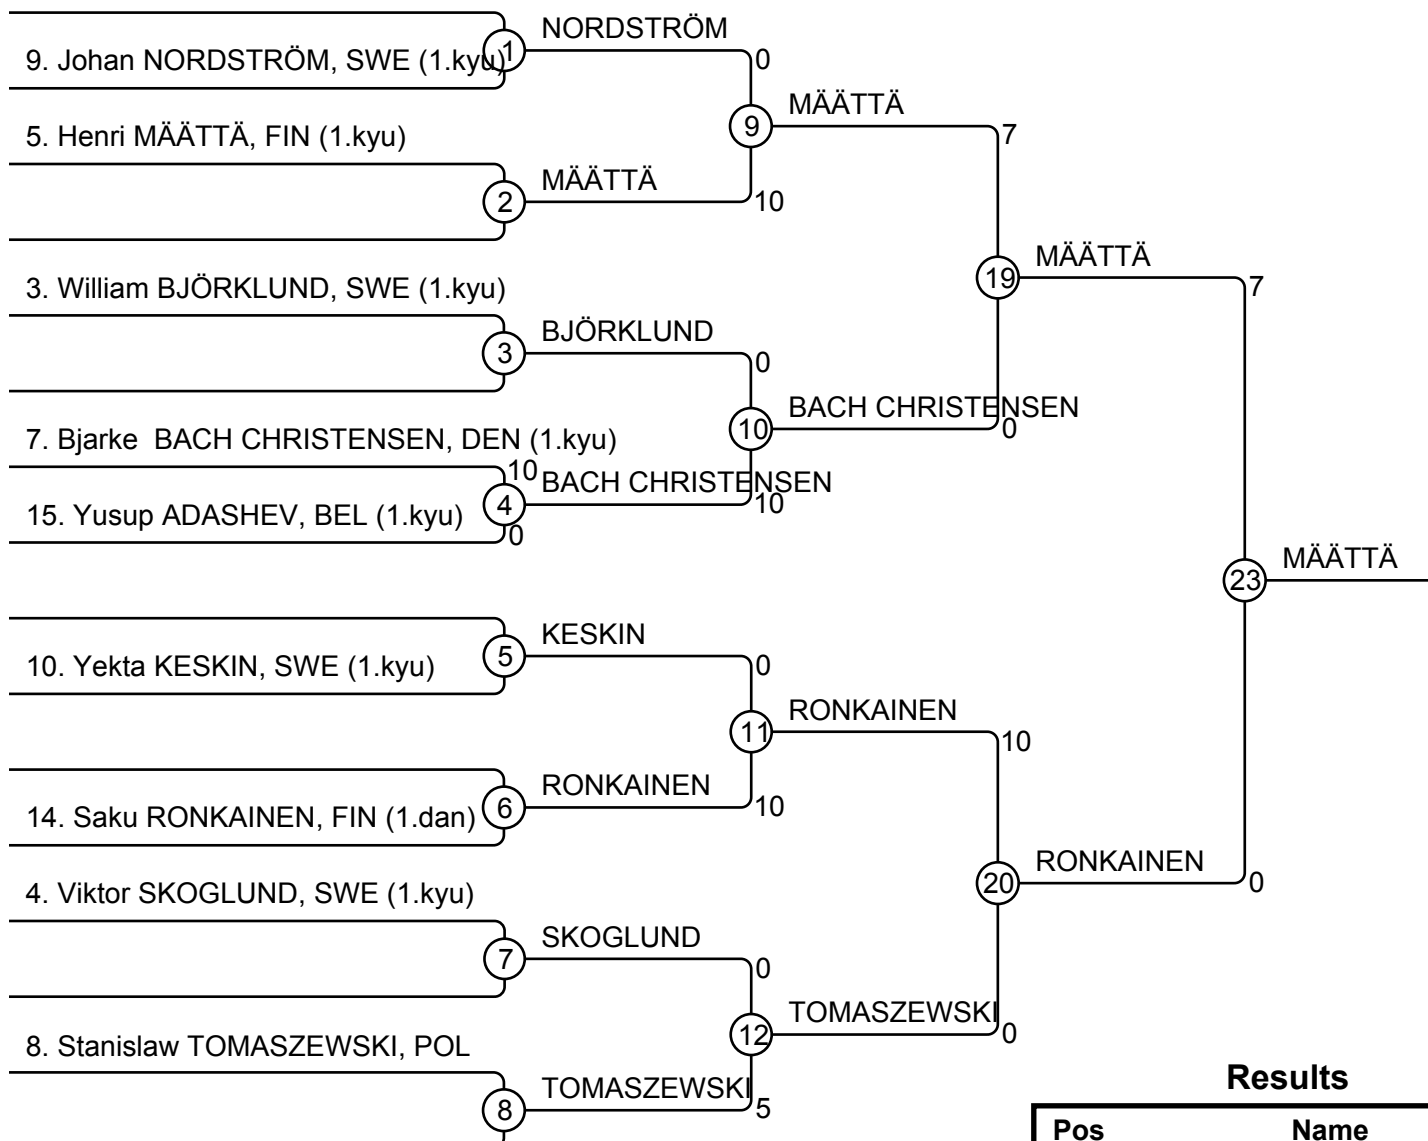 NORDSTRÖM
9. Johan NORDSTRÖM, SWE (1.kyu)
1
0
MÄÄTTÄ
9
7
5. Henri MÄÄTTÄ, FIN (1.kyu)
MÄÄTTÄ
2
10
MÄÄTTÄ
19
7
3. William BJÖRKLUND, SWE (1.kyu)
BJÖRKLUND
3
0
BACH CHRISTENSEN
10
0
7. Bjarke  BACH CHRISTENSEN, DEN (1.kyu)
10
BACH CHRISTENSEN
4
10
15. Yusup ADASHEV, BEL (1.kyu)
0
MÄÄTTÄ
23
KESKIN
5
0
10. Yekta KESKIN, SWE (1.kyu)
RONKAINEN
11
10
RONKAINEN
6
10
14. Saku RONKAINEN, FIN (1.dan)
RONKAINEN
20
0
4. Viktor SKOGLUND, SWE (1.kyu)
SKOGLUND
7
0
TOMASZEWSKI
12
0
8. Stanislaw TOMASZEWSKI, POL
TOMASZEWSKI
8
5
Results
Pos Name